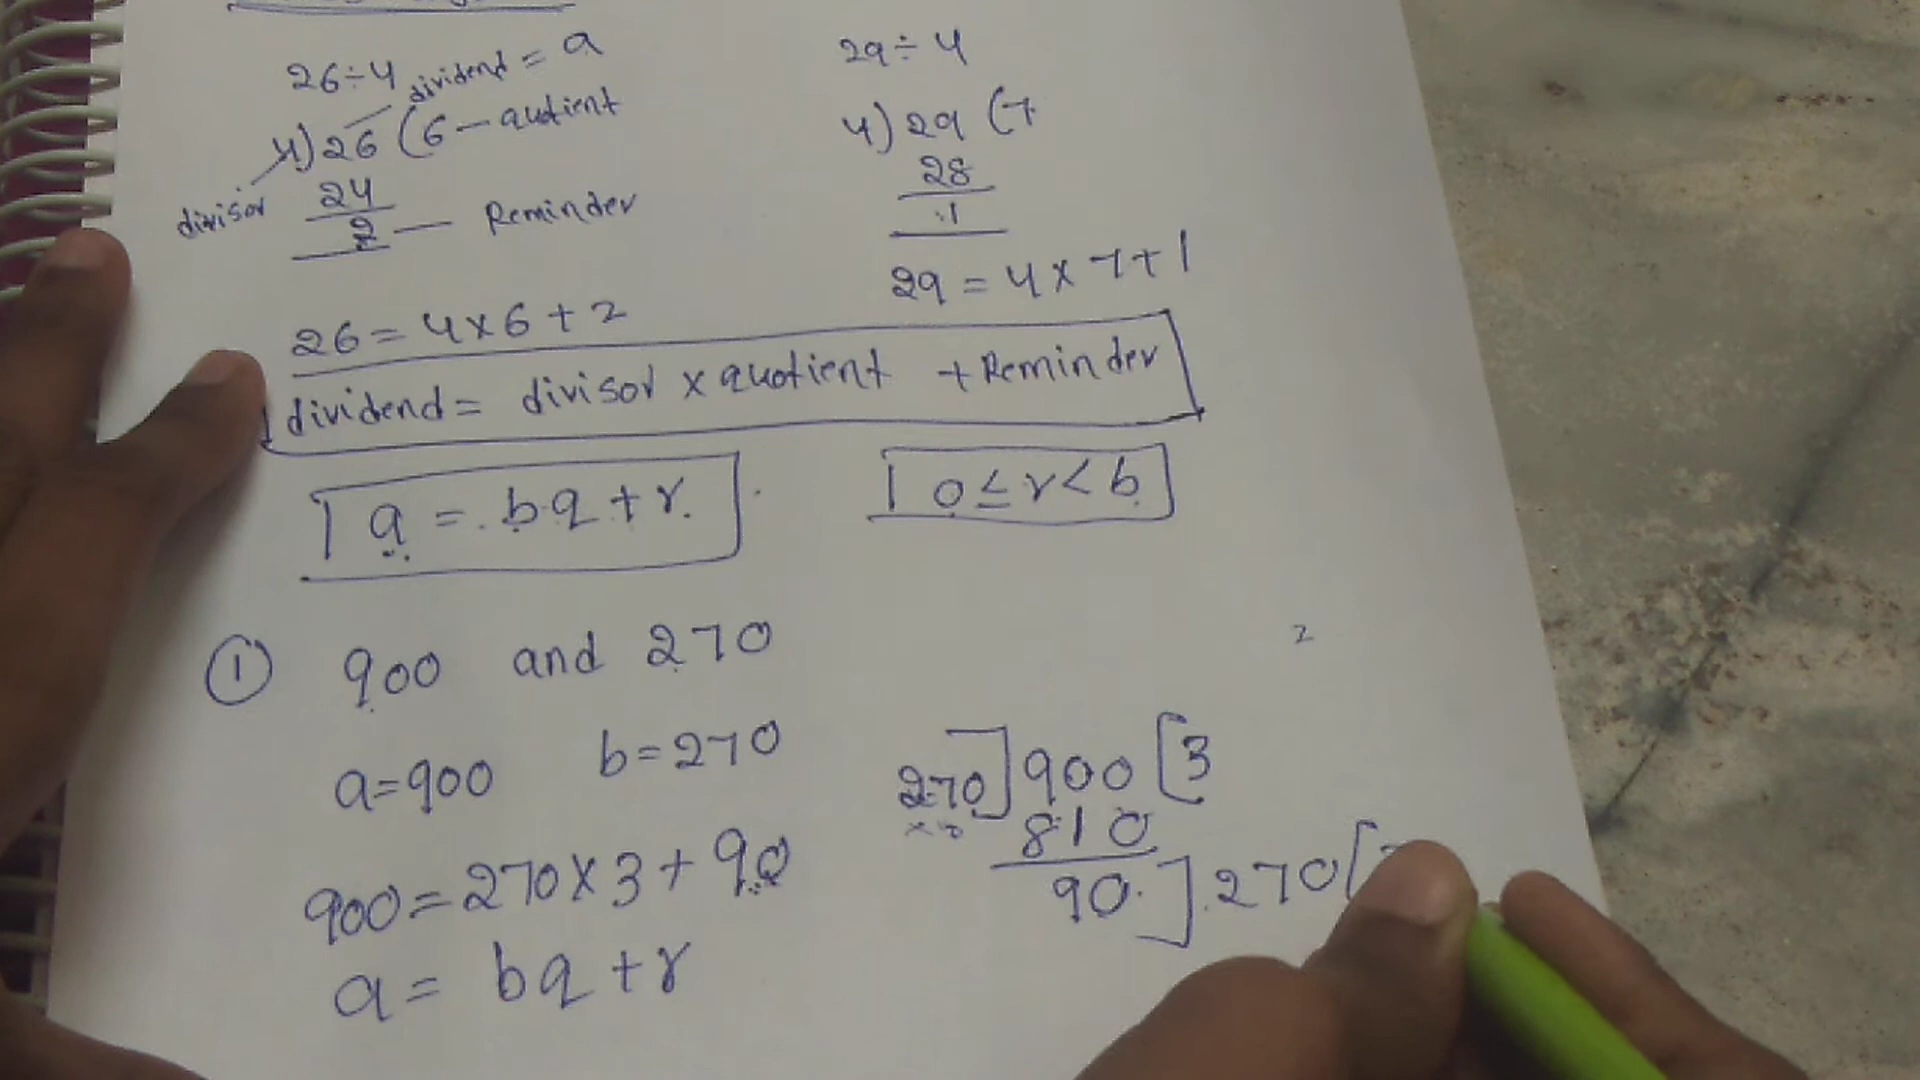 26÷4 dividend = a
4)26(6 – quotient
24
divisor
2 — Reminder
26 = 4×6+2
29÷4
4)29(7
28
1
29 = 4×7+1
dividend = divisor × quotient + Reminder
a = bq + r
0≤r<b
① 900 and 270
a=900 b=270
900=270×3+90
a = bq + r
2
270]900[3
810
90]270[